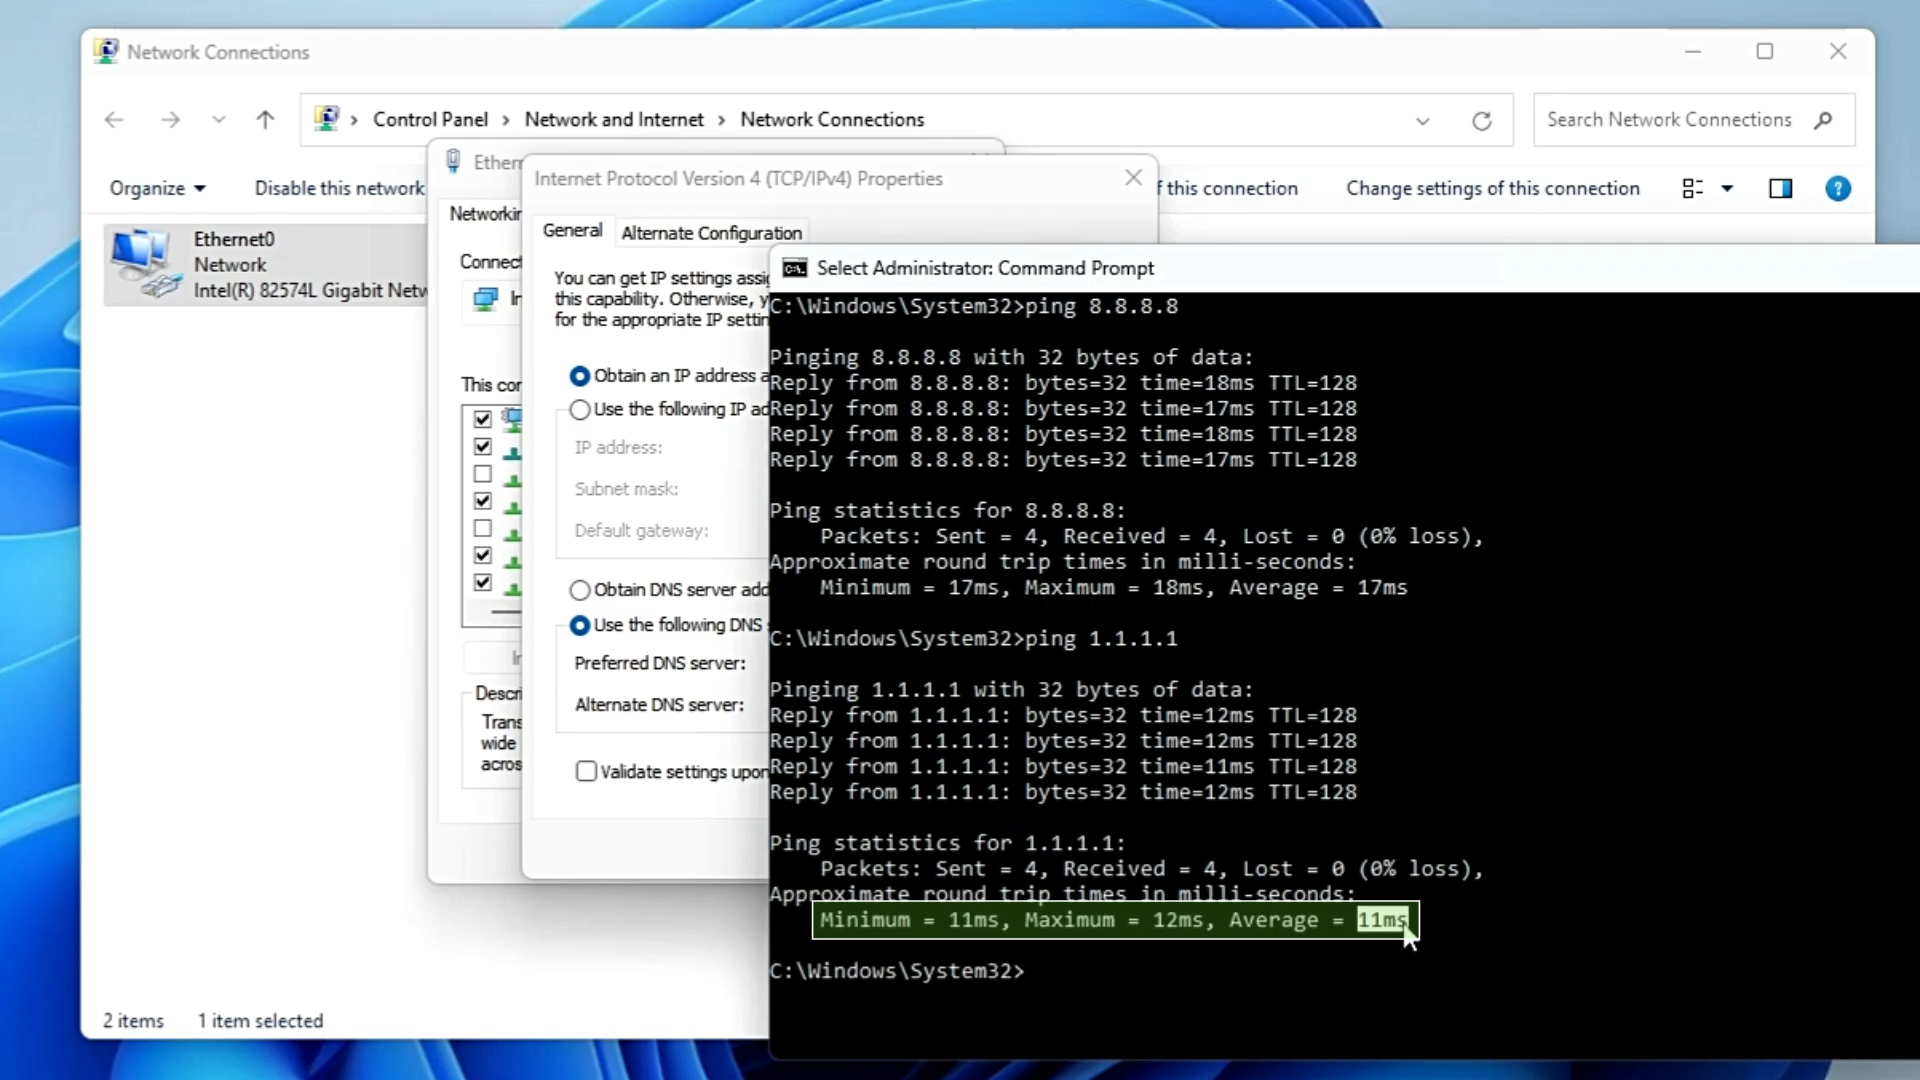 Network Connections
Control Panel > Network and Internet > Network Connections
Search Network Connections
Organize
Disable this network
f this connection
Change settings of this connection
Ethernet0
Network
Intel(R) 82574L Gigabit Netw
Ether
Networkin
Connect
In
This con
Descri
Trans
wide
acros
Internet Protocol Version 4 (TCP/IPv4) Properties
General
Alternate Configuration
You can get IP settings assig
this capability. Otherwise, y
for the appropriate IP settin
Obtain an IP address a
Use the following IP ad
IP address:
Subnet mask:
Default gateway:
Obtain DNS server add
Use the following DNS s
Preferred DNS server:
Alternate DNS server:
Validate settings upon
Select Administrator: Command Prompt
C:\Windows\System32>ping 8.8.8.8
Pinging 8.8.8.8 with 32 bytes of data:
Reply from 8.8.8.8: bytes=32 time=18ms TTL=128
Reply from 8.8.8.8: bytes=32 time=17ms TTL=128
Reply from 8.8.8.8: bytes=32 time=18ms TTL=128
Reply from 8.8.8.8: bytes=32 time=17ms TTL=128
Ping statistics for 8.8.8.8:
Packets: Sent = 4, Received = 4, Lost = 0 (0% loss),
Approximate round trip times in milli-seconds:
Minimum = 17ms, Maximum = 18ms, Average = 17ms
C:\Windows\System32>ping 1.1.1.1
Pinging 1.1.1.1 with 32 bytes of data:
Reply from 1.1.1.1: bytes=32 time=12ms TTL=128
Reply from 1.1.1.1: bytes=32 time=12ms TTL=128
Reply from 1.1.1.1: bytes=32 time=11ms TTL=128
Reply from 1.1.1.1: bytes=32 time=12ms TTL=128
Ping statistics for 1.1.1.1:
Packets: Sent = 4, Received = 4, Lost = 0 (0% loss),
Approximate round trip times in milli-seconds:
Minimum = 11ms, Maximum = 12ms, Average = 11ms
C:\Windows\System32>
2 items
1 item selected